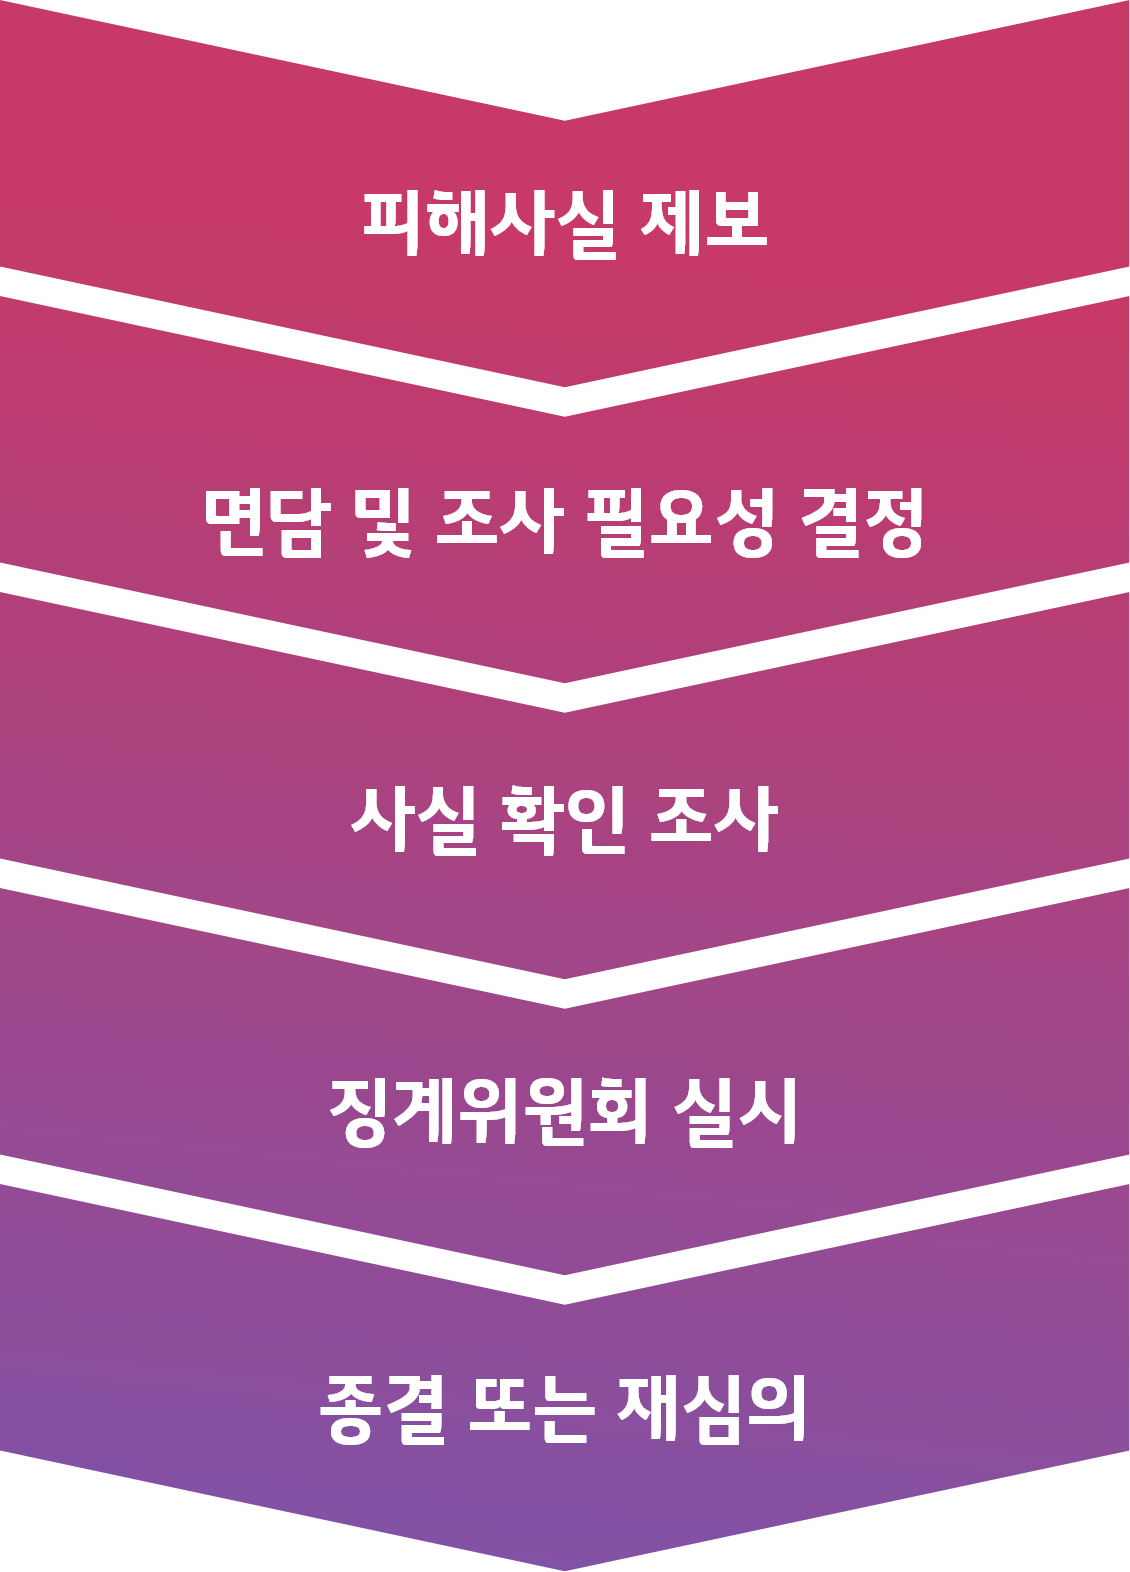 피해사실 제보
면담 및 조사 필요성 결정
사실 확인 조사
징계위원회 실시
종결 또는 재심의